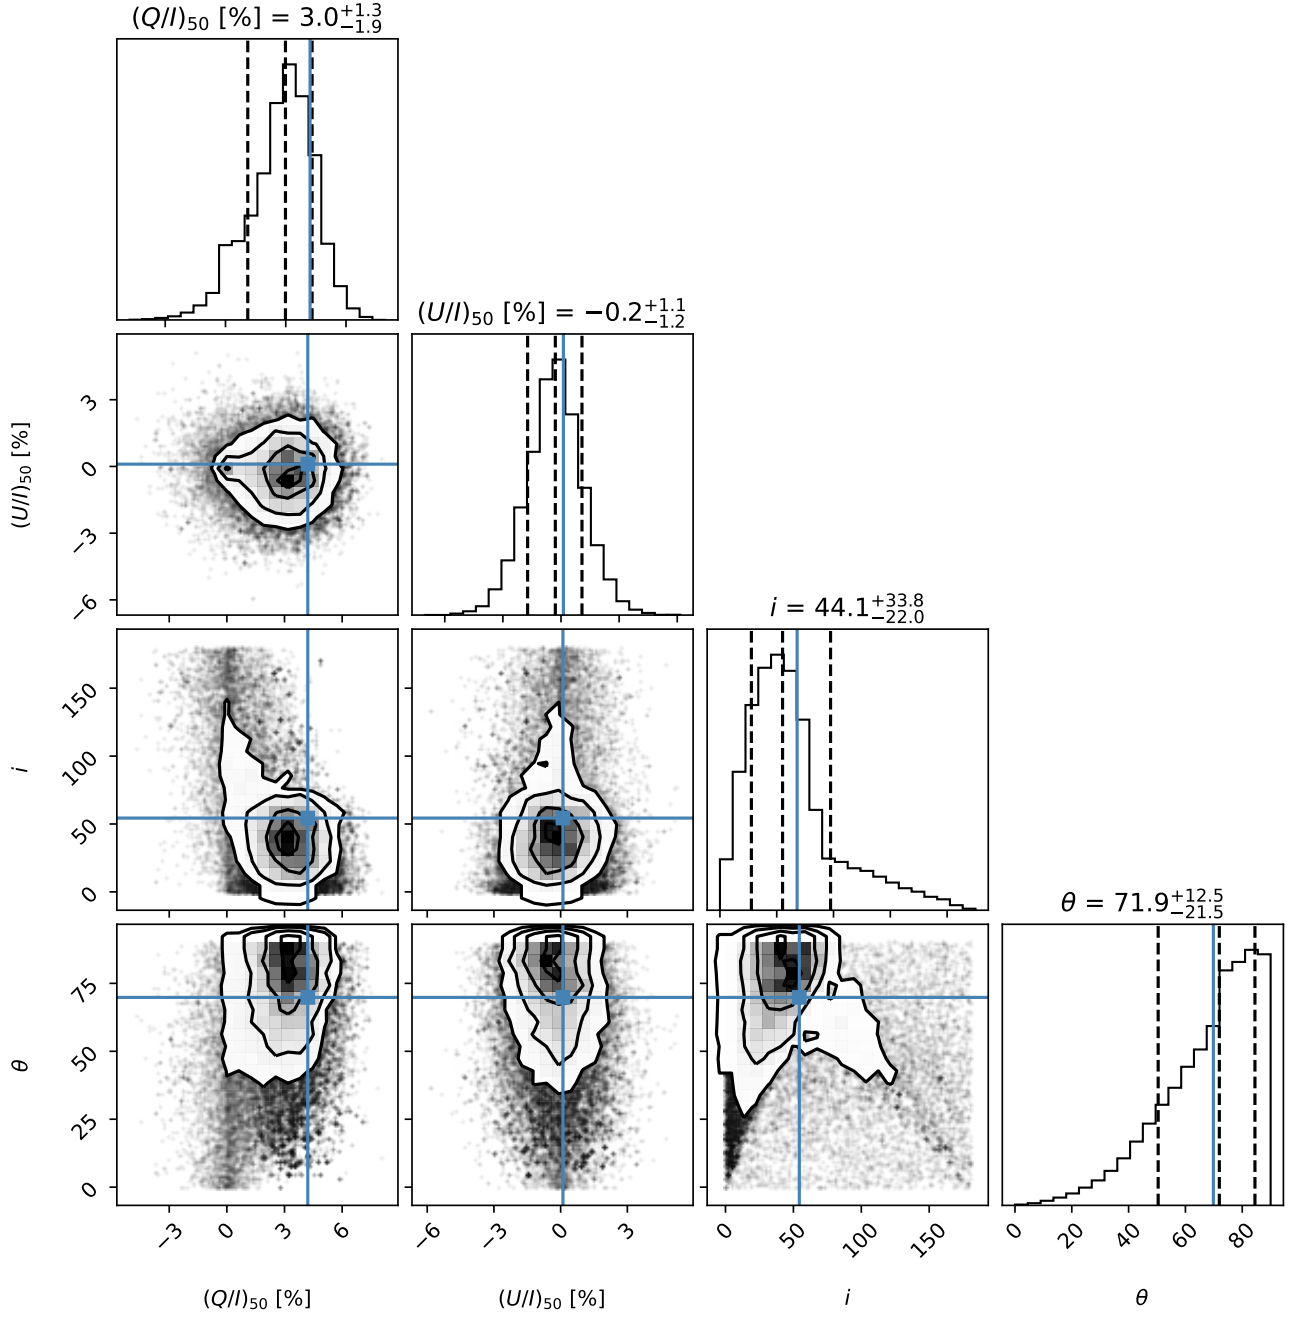 (Q/I)₅₀ [%] = 3.0⁺¹·³₋₁.₉
(U/I)₅₀ [%] = −0.2⁺¹·¹₋₁.₂
(U/I)₅₀ [%]
3
0
−3
−6
i = 44.1⁺³³·⁸₋₂₂.₀
i
150
100
50
0
θ = 71.9⁺¹²·⁵₋₂₁.₅
θ
75
50
25
0
−3 0 3 6 −6 −3 0 3 0 50 100 150 0 20 40 60 80
(Q/I)₅₀ [%] (U/I)₅₀ [%] i θ